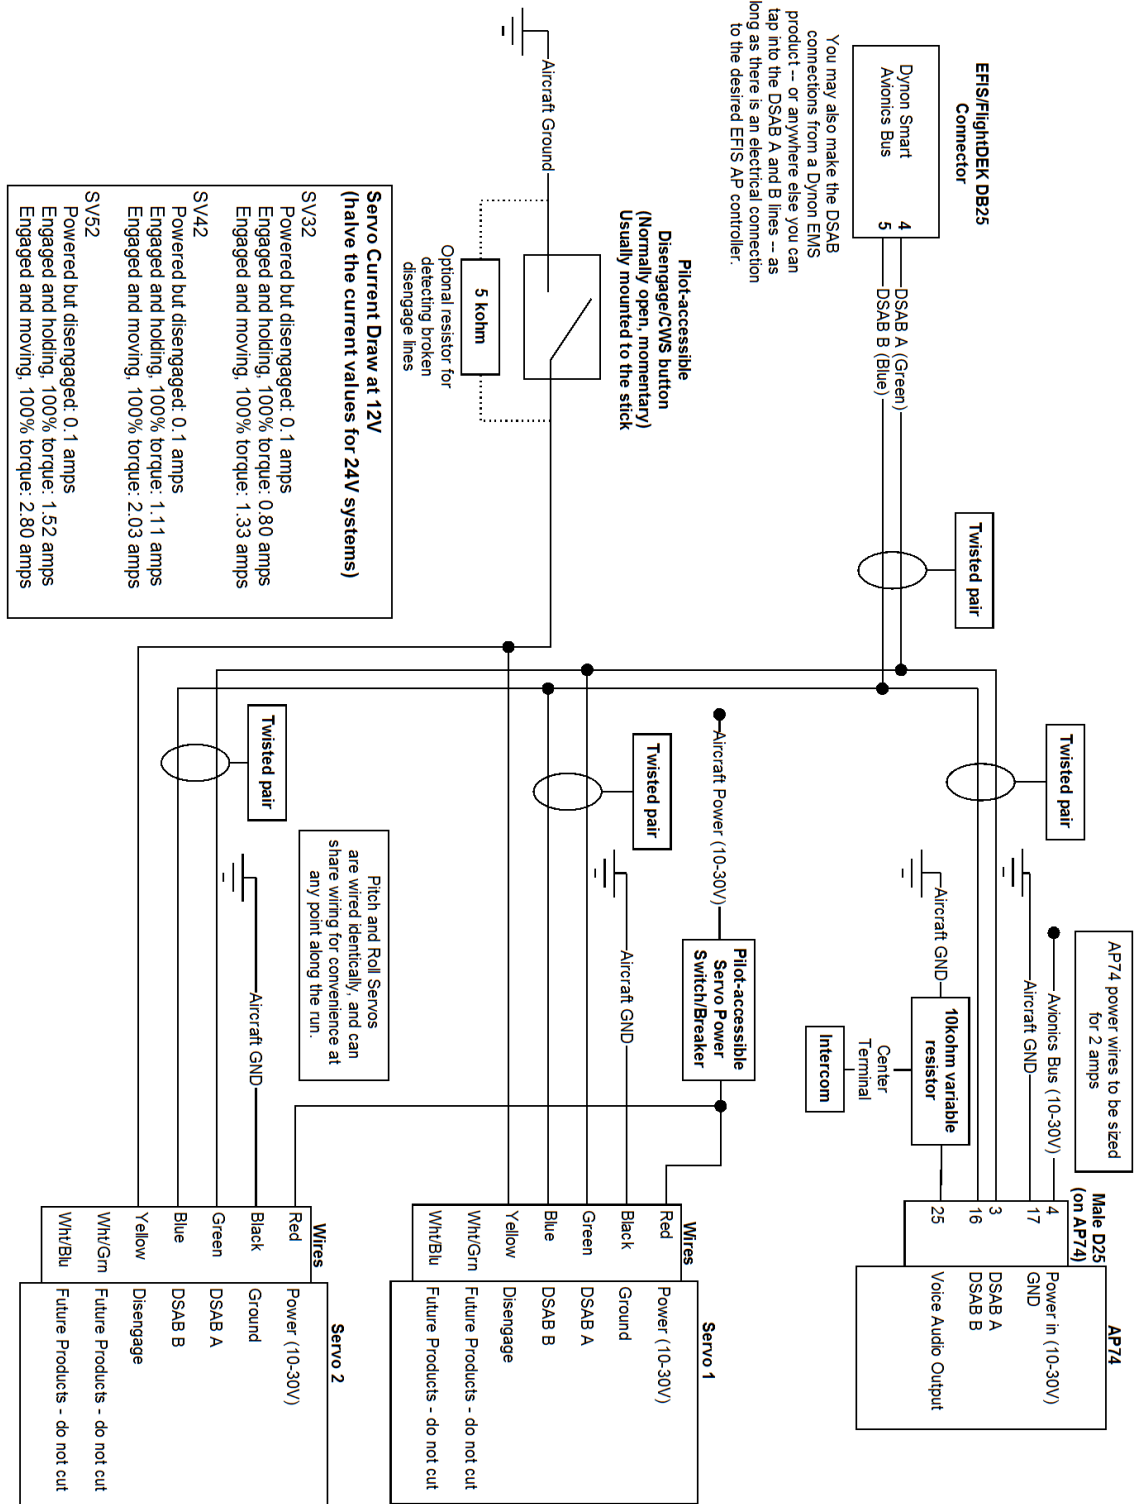 EFIS/FlightDEK DB25
Connector
Dynon Smart
Avionics Bus
4
5
DSAB A (Green)
DSAB B (Blue)
You may also make the DSAB
connections from a Dynon EMS
product -- or anywhere else you can
tap into the DSAB A and B lines -- as
long as there is an electrical connection
to the desired EFIS AP controller.
Twisted pair
Twisted pair
AP74 power wires to be sized
for 2 amps
Avionics Bus (10-30V)
Aircraft GND
Aircraft GND
10kohm variable
resistor
Center
Terminal
Intercom
Male D25
(on AP74)
4
17
3
16
25
AP74
Power in (10-30V)
GND
DSAB A
DSAB B
Voice Audio Output
Pilot-accessible
Disengage/CWS button
(Normally open, momentary)
Usually mounted to the stick
Aircraft Ground
5 kohm
Optional resistor for
detecting broken
disengage lines
Aircraft Power (10-30V)
Pilot-accessible
Servo Power
Switch/Breaker
Twisted pair
Aircraft GND
Wires
Red
Black
Green
Blue
Yellow
Wht/Grn
Wht/Blu
Servo 1
Power (10-30V)
Ground
DSAB A
DSAB B
Disengage
Future Products - do not cut
Future Products - do not cut
Servo Current Draw at 12V
(halve the current values for 24V systems)
SV32
Powered but disengaged: 0.1 amps
Engaged and holding, 100% torque: 0.80 amps
Engaged and moving, 100% torque: 1.33 amps
SV42
Powered but disengaged: 0.1 amps
Engaged and holding, 100% torque: 1.11 amps
Engaged and moving, 100% torque: 2.03 amps
SV52
Powered but disengaged: 0.1 amps
Engaged and holding, 100% torque: 1.52 amps
Engaged and moving, 100% torque: 2.80 amps
Twisted pair
Pitch and Roll Servos
are wired identically, and can
share wiring for convenience at
any point along the run.
Aircraft GND
Wires
Red
Black
Green
Blue
Yellow
Wht/Grn
Wht/Blu
Servo 2
Power (10-30V)
Ground
DSAB A
DSAB B
Disengage
Future Products - do not cut
Future Products - do not cut